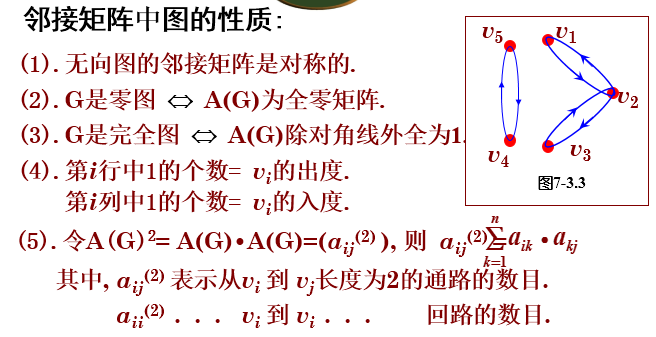 邻接矩阵中图的性质:
(1). 无向图的邻接矩阵是对称的.
(2). G是零图 ⇔ A(G)为全零矩阵.
(3). G是完全图 ⇔ A(G)除对角线外全为1.
(4). 第i行中1的个数= vᵢ的出度.
第i列中1的个数= vᵢ的入度.
(5). 令A(G)²= A(G)•A(G)=(aᵢⱼ⁽²⁾), 则 aᵢⱼ⁽²⁾=∑ₖ₌₁ⁿ aᵢₖ•aₖⱼ
其中, aᵢⱼ⁽²⁾ 表示从vᵢ 到 vⱼ长度为2的通路的数目.
aᵢᵢ⁽²⁾ . . . vᵢ 到 vᵢ . . . 回路的数目.
v₅ v₁
v₂
v₄ v₃
图7-3.3